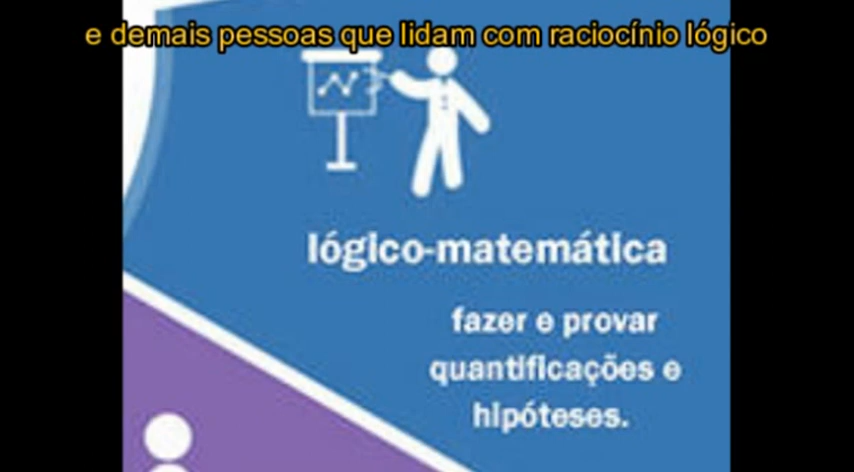 e demais pessoas que lidam com raciocínio lógico
lógico-matemática
fazer e provar
quantificações e
hipóteses.